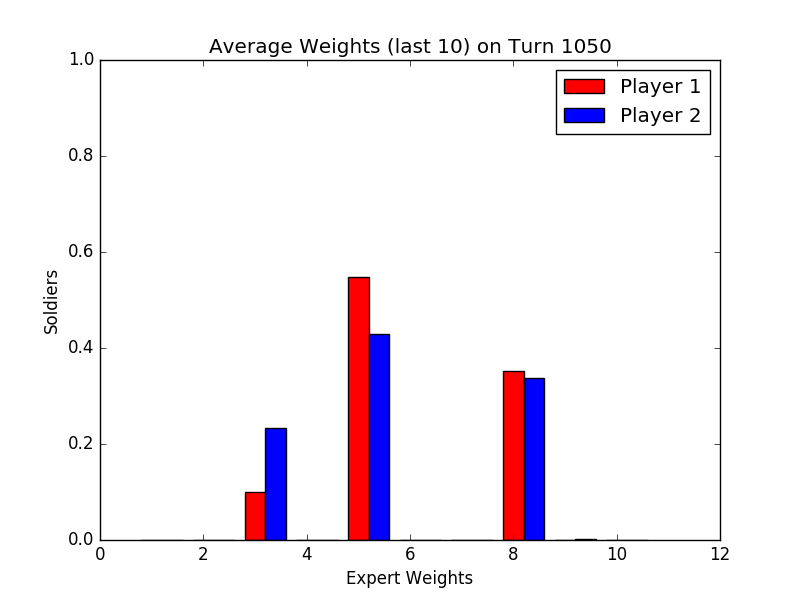 Average Weights (last 10) on Turn 1050
1.0
Player 1
Player 2
0.8
0.6
Soldiers
0.4
0.2
0.0
0 2 4 6 8 10 12
Expert Weights